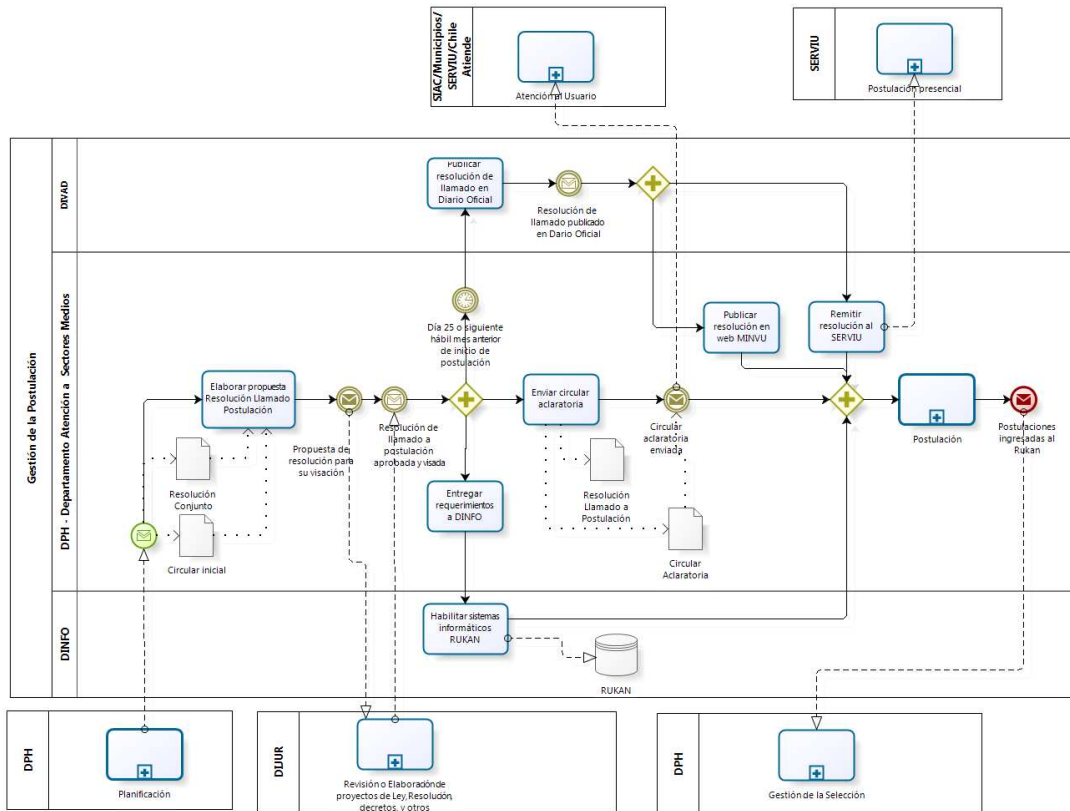 SIAC/Municipios/
SERVIU/Chile
Atiende
Atención al Usuario
SERVIU
Postulación presencial
Gestión de la Postulación
DIVAD
Publicar
resolución de
llamado en
Diario Oficial
Resolución de
llamado publicado
en Dario Oficial
DPH - Departamento Atención a Sectores Medios
Día 25 o siguiente
hábil mes anterior
de inicio de
postulación
Publicar
resolución en
web MINVU
Remitir
resolución al
SERVIU
Elaborar propuesta
Resolución Llamado
Postulación
Propuesta de
resolución para
su visación
Resolución de
llamado a
postulación
aprobada y visada
Enviar circular
aclaratoria
Circular
aclaratoria
enviada
Postulación
Postulaciones
ingresadas al
Rukan
Resolución
Conjunto
Circular inicial
Entregar
requerimientos
a DINFO
Resolución
Llamado a
Postulación
Circular
Aclaratoria
DINFO
Habilitar sistemas
informáticos
RUKAN
RUKAN
DPH
Planificación
DIJUR
Revisión o Elaboración de
proyectos de Ley, Resolución,
decretos, y otros
DPH
Gestión de la Selección